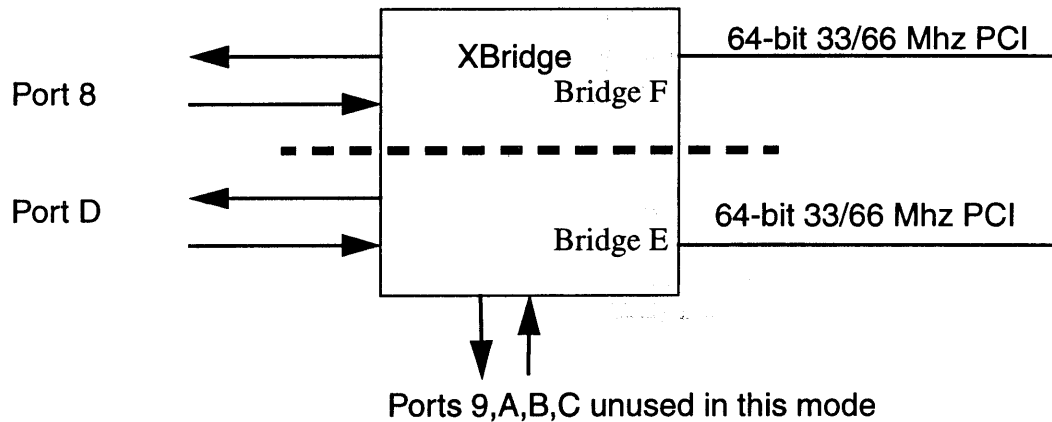 XBridge
64-bit 33/66 Mhz PCI
Port 8
Bridge F
Port D
64-bit 33/66 Mhz PCI
Bridge E
Ports 9,A,B,C unused in this mode